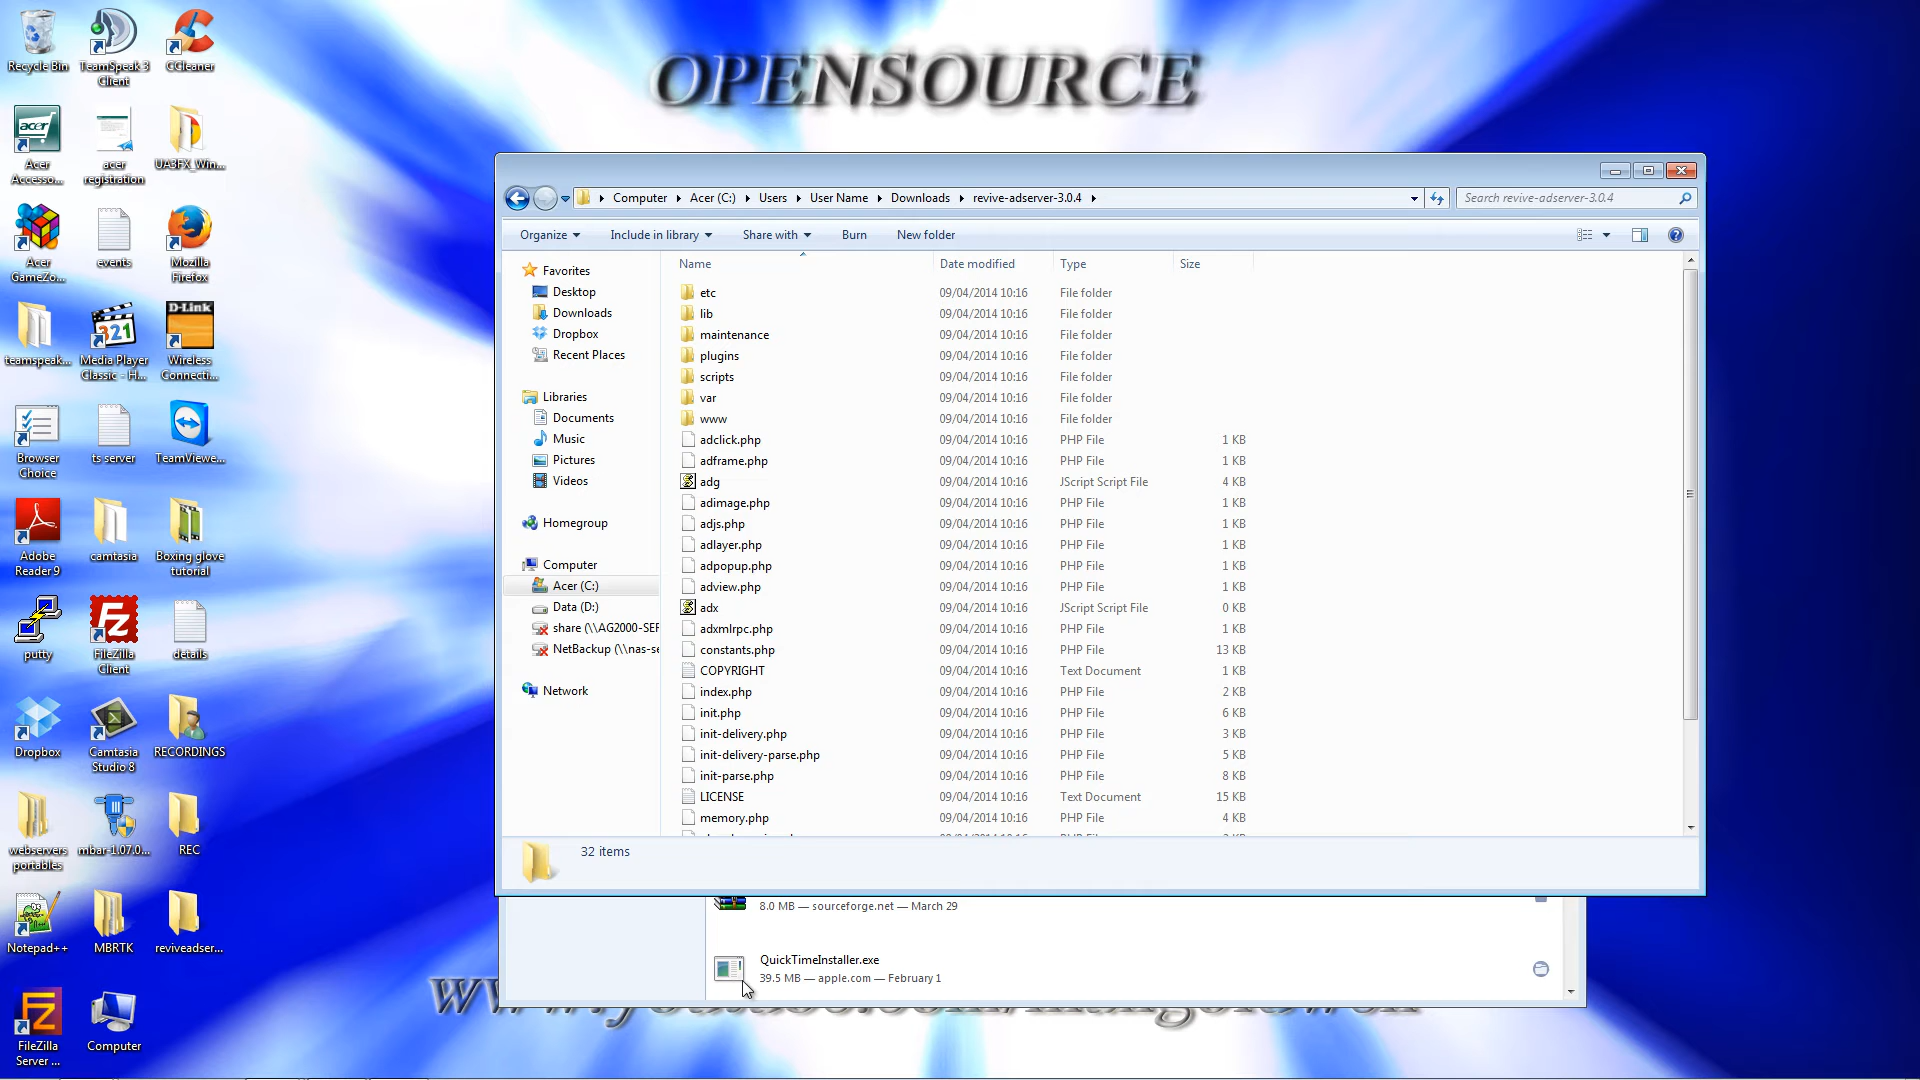 OPENSOURCE
Recycle Bin
TeamSpeak 3
Client
CCleaner
Acer
Accesso...
acer
registration
UA3FX_Win...
Acer
GameZo...
events
Mozilla
Firefox
teamspeak...
Media Player
Classic - H...
D-Link
Wireless
Connecti...
Browser
Choice
ts server
TeamViewe...
Adobe
Reader 9
camtasia
Boxing glove
tutorial
putty
FileZilla
Client
details
Dropbox
Camtasia
Studio 8
RECORDINGS
webservers
portables
mbar-1.07.0...
REC
Notepad++
MBRTK
reviveadser...
FileZilla
Server ...
Computer
Computer Acer (C:) Users User Name Downloads revive-adserver-3.0.4
Search revive-adserver-3.0.4
Organize Include in library Share with Burn New folder
Favorites
Desktop
Downloads
Dropbox
Recent Places
Libraries
Documents
Music
Pictures
Videos
Homegroup
Computer
Acer (C:)
Data (D:)
share (\\AG2000-SEF
NetBackup (\\nas-se
Network
Name Date modified Type Size
etc 09/04/2014 10:16 File folder
lib 09/04/2014 10:16 File folder
maintenance 09/04/2014 10:16 File folder
plugins 09/04/2014 10:16 File folder
scripts 09/04/2014 10:16 File folder
var 09/04/2014 10:16 File folder
www 09/04/2014 10:16 File folder
adclick.php 09/04/2014 10:16 PHP File 1 KB
adframe.php 09/04/2014 10:16 PHP File 1 KB
adg 09/04/2014 10:16 JScript Script File 4 KB
adimage.php 09/04/2014 10:16 PHP File 1 KB
adjs.php 09/04/2014 10:16 PHP File 1 KB
adlayer.php 09/04/2014 10:16 PHP File 1 KB
adpopup.php 09/04/2014 10:16 PHP File 1 KB
adview.php 09/04/2014 10:16 PHP File 1 KB
adx 09/04/2014 10:16 JScript Script File 0 KB
adxmlrpc.php 09/04/2014 10:16 PHP File 1 KB
constants.php 09/04/2014 10:16 PHP File 13 KB
COPYRIGHT 09/04/2014 10:16 Text Document 1 KB
index.php 09/04/2014 10:16 PHP File 2 KB
init.php 09/04/2014 10:16 PHP File 6 KB
init-delivery.php 09/04/2014 10:16 PHP File 3 KB
init-delivery-parse.php 09/04/2014 10:16 PHP File 5 KB
init-parse.php 09/04/2014 10:16 PHP File 8 KB
LICENSE 09/04/2014 10:16 Text Document 15 KB
memory.php 09/04/2014 10:16 PHP File 4 KB
32 items
8.0 MB — sourceforge.net — March 29
QuickTimeInstaller.exe
39.5 MB — apple.com — February 1